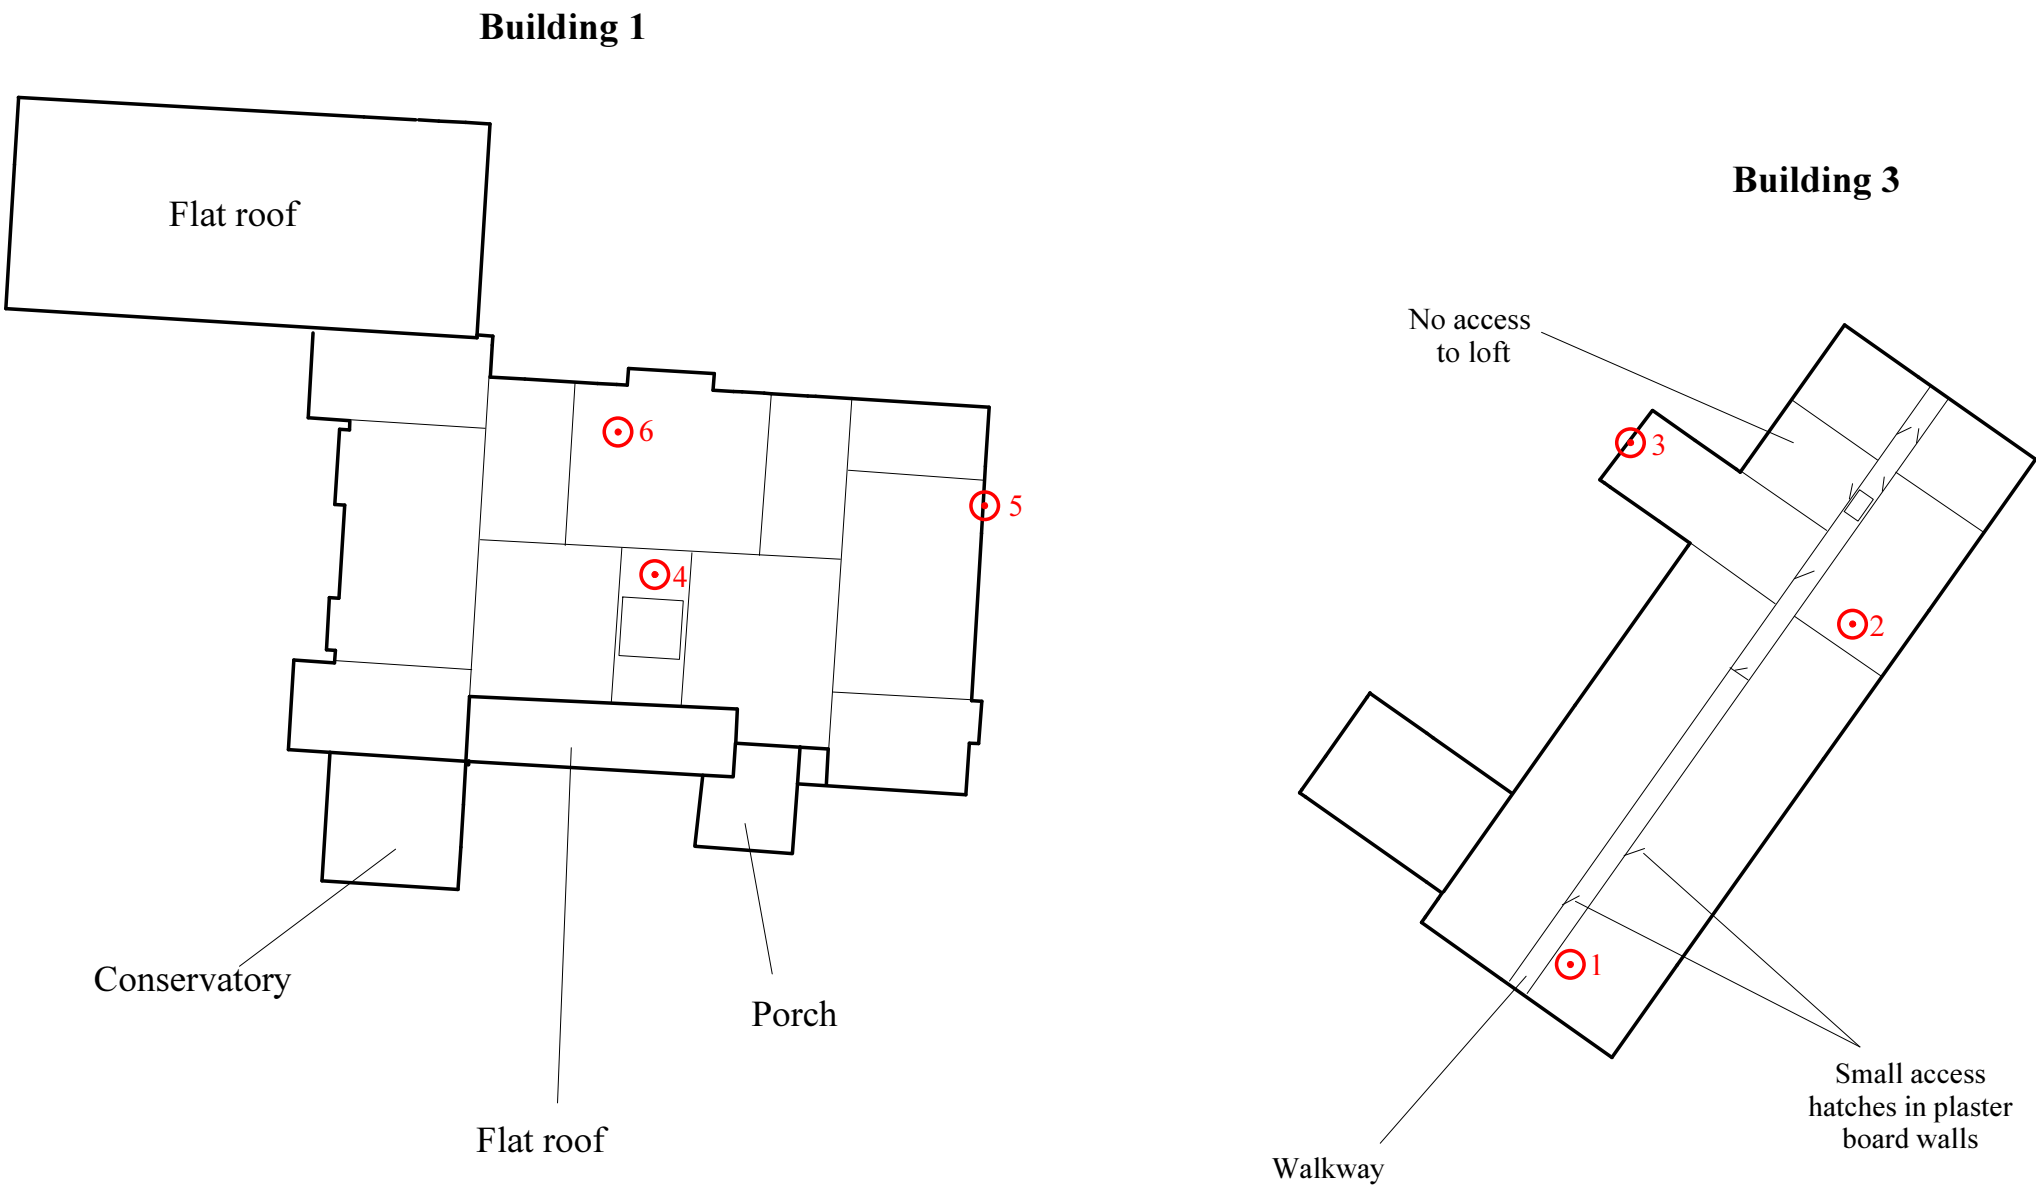 Building 1
Building 3
Flat roof
No access
to loft
6
3
5
4
2
1
Conservatory
Porch
Flat roof
Small access
hatches in plaster
board walls
Walkway